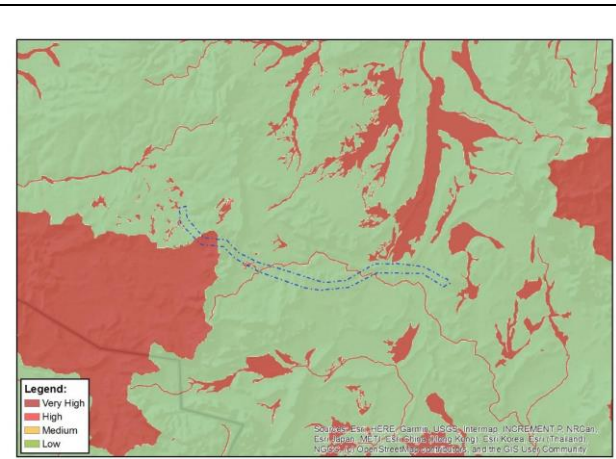 Legend:
Very High
High
Medium
Low
Sources: Esri, HERE, Garmin, USGS, Intermap, INCREMENT P, NRCan,
Esri Japan, METI, Esri China (Hong Kong), Esri Korea, Esri (Thailand),
NGCC, (c) OpenStreetMap contributors, and the GIS User Community